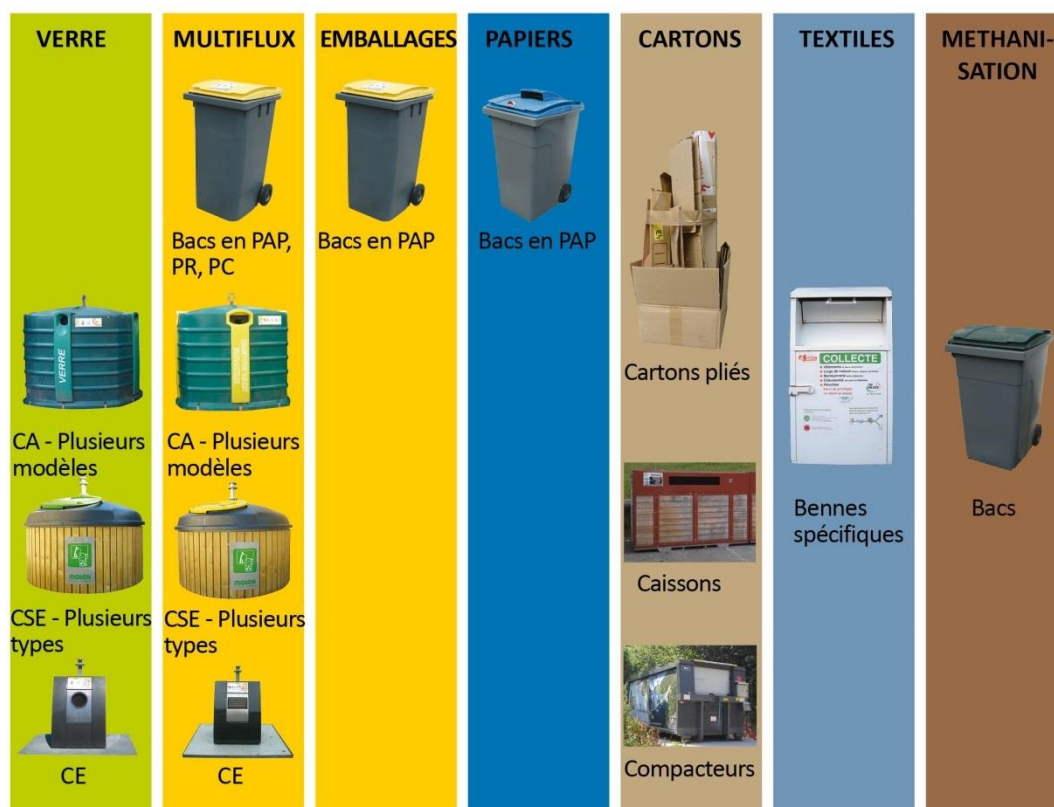 VERRE
MULTIFLUX
EMBALLAGES
PAPIERS
CARTONS
TEXTILES
METHANI-
SATION
Bacs en PAP,
PR, PC
Bacs en PAP
Bacs en PAP
VERRE
CA - Plusieurs
modèles
CA - Plusieurs
modèles
Cartons pliés
COLLECTE
Bennes
spécifiques
Bacs
MOLOK
MOLOK
CSE - Plusieurs
types
CSE - Plusieurs
types
Caissons
CE
CE
Compacteurs